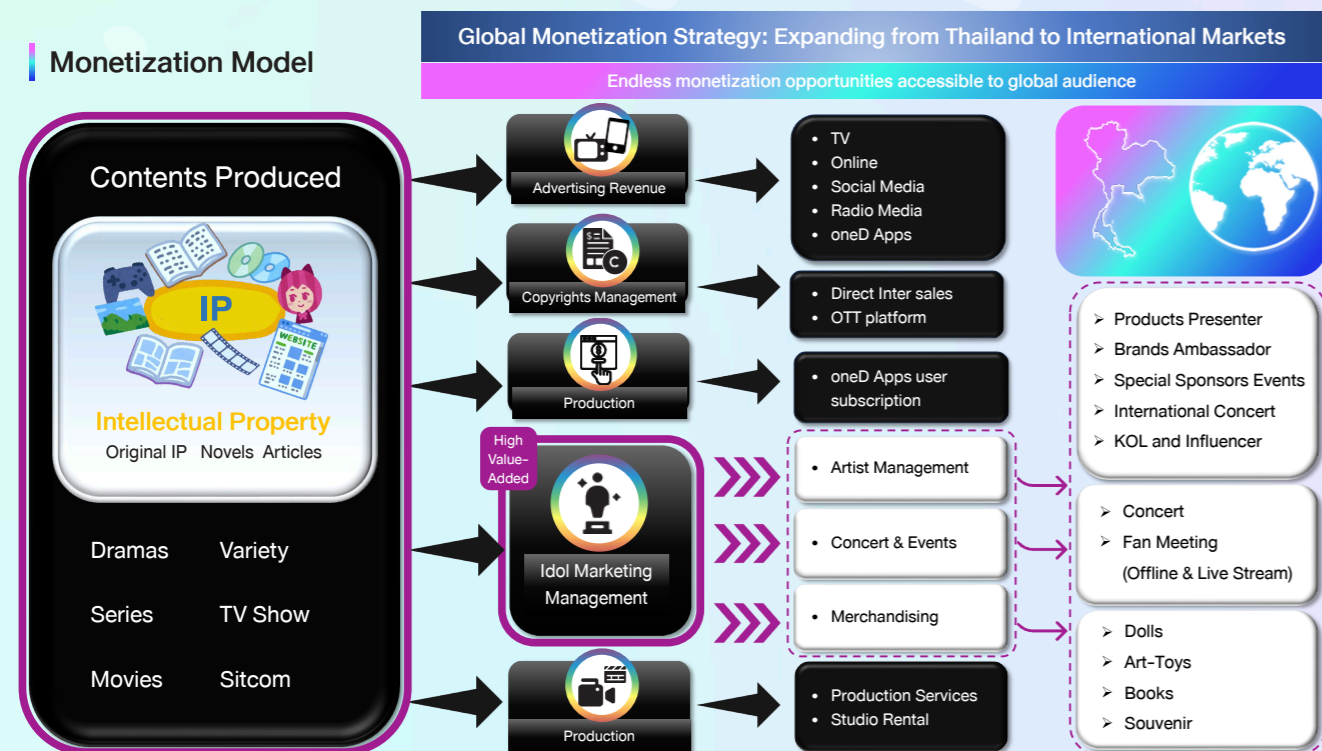 Monetization Model
Global Monetization Strategy: Expanding from Thailand to International Markets
Endless monetization opportunities accessible to global audience
Contents Produced
IP
WEBSITE
Intellectual Property
Original IP Novels Articles
Dramas Variety
Series TV Show
Movies Sitcom
Advertising Revenue
• TV
• Online
• Social Media
• Radio Media
• oneD Apps
$=
C
Copyrights Management
• Direct Inter sales
• OTT platform
Production
• oneD Apps user
subscription
High
Value-
Added
Idol Marketing
Management
• Artist Management
• Concert & Events
• Merchandising
Production
• Production Services
• Studio Rental
➢ Products Presenter
➢ Brands Ambassador
➢ Special Sponsors Events
➢ International Concert
➢ KOL and Influencer
➢ Concert
➢ Fan Meeting
(Offline & Live Stream)
➢ Dolls
➢ Art-Toys
➢ Books
➢ Souvenir